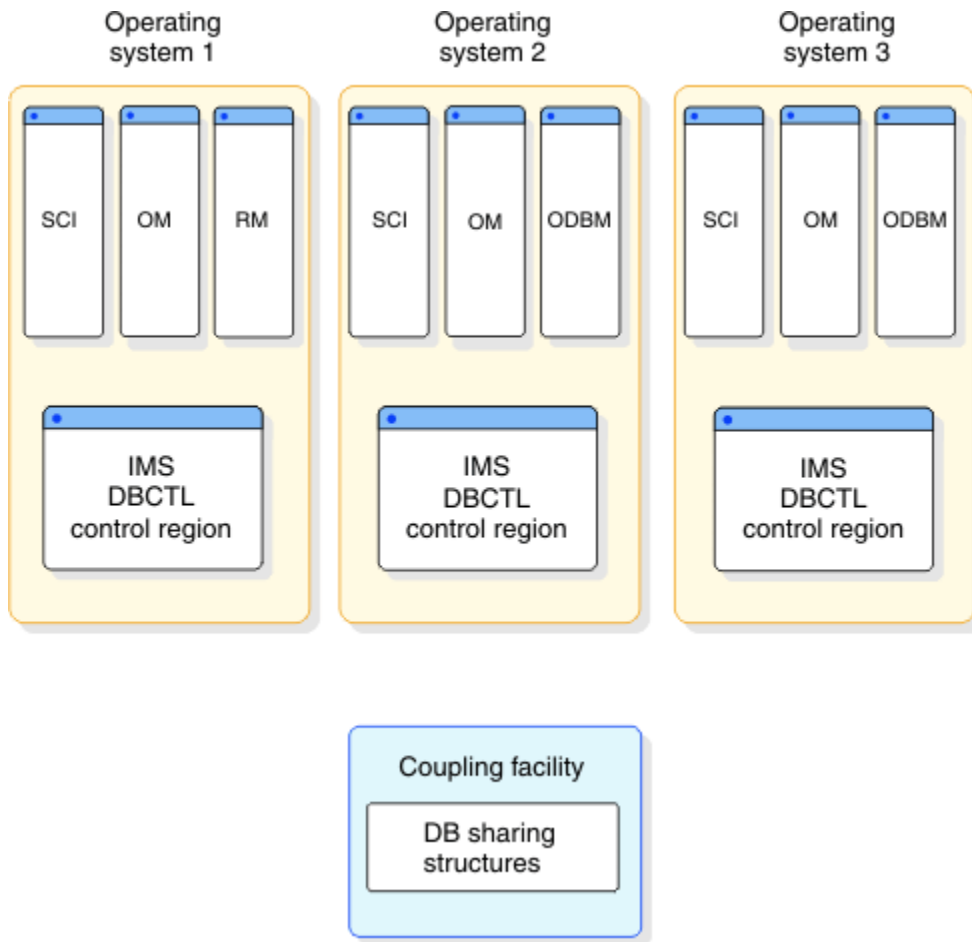 Operating
system 1
Operating
system 2
Operating
system 3
SCI
OM
RM
SCI
OM
ODBM
SCI
OM
ODBM
IMS
DBCTL
control region
IMS
DBCTL
control region
IMS
DBCTL
control region
Coupling facility
DB sharing
structures